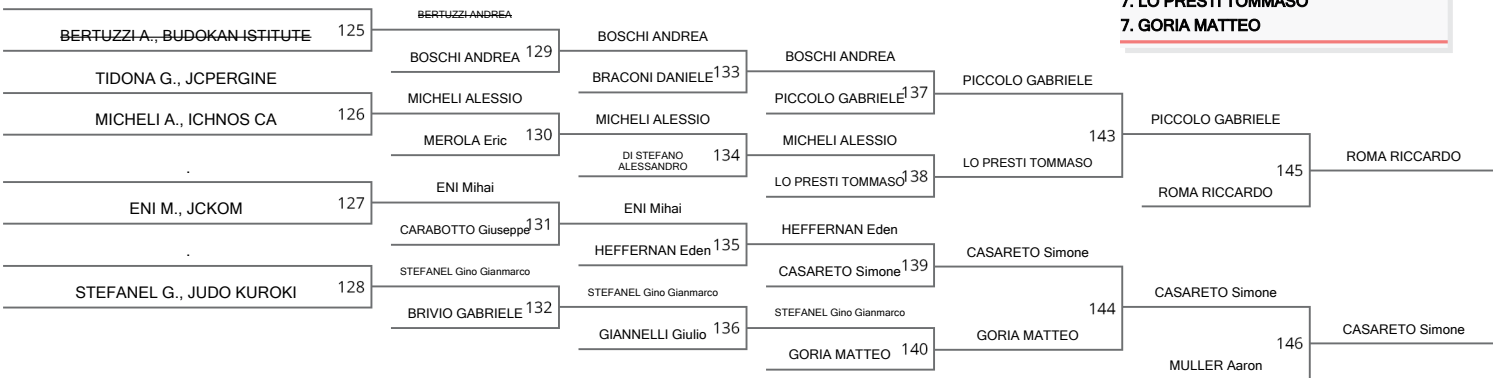 7. LO PRESTI TOMMASO
7. GORIA MATTEO
BERTUZZI A., BUDOKAN ISTITUTE
125
TIDONA G., JCPERGINE
MICHELI A., ICHNOS CA
126
.
ENI M., JCKOM
127
.
STEFANEL G., JUDO KUROKI
128
BERTUZZI ANDREA
BOSCHI ANDREA
129
MICHELI ALESSIO
MEROLA Eric
130
ENI Mihai
CARABOTTO Giuseppe
131
STEFANEL Gino Gianmarco
BRIVIO GABRIELE
132
BOSCHI ANDREA
BRACONI DANIELE
133
MICHELI ALESSIO
DI STEFANO
ALESSANDRO
134
ENI Mihai
HEFFERNAN Eden
135
STEFANEL Gino Gianmarco
GIANNELLI Giulio
136
BOSCHI ANDREA
PICCOLO GABRIELE
137
MICHELI ALESSIO
LO PRESTI TOMMASO
138
HEFFERNAN Eden
CASARETO Simone
139
STEFANEL Gino Gianmarco
GORIA MATTEO
140
PICCOLO GABRIELE
143
LO PRESTI TOMMASO
CASARETO Simone
144
GORIA MATTEO
PICCOLO GABRIELE
145
ROMA RICCARDO
CASARETO Simone
146
MULLER Aaron
ROMA RICCARDO
CASARETO Simone